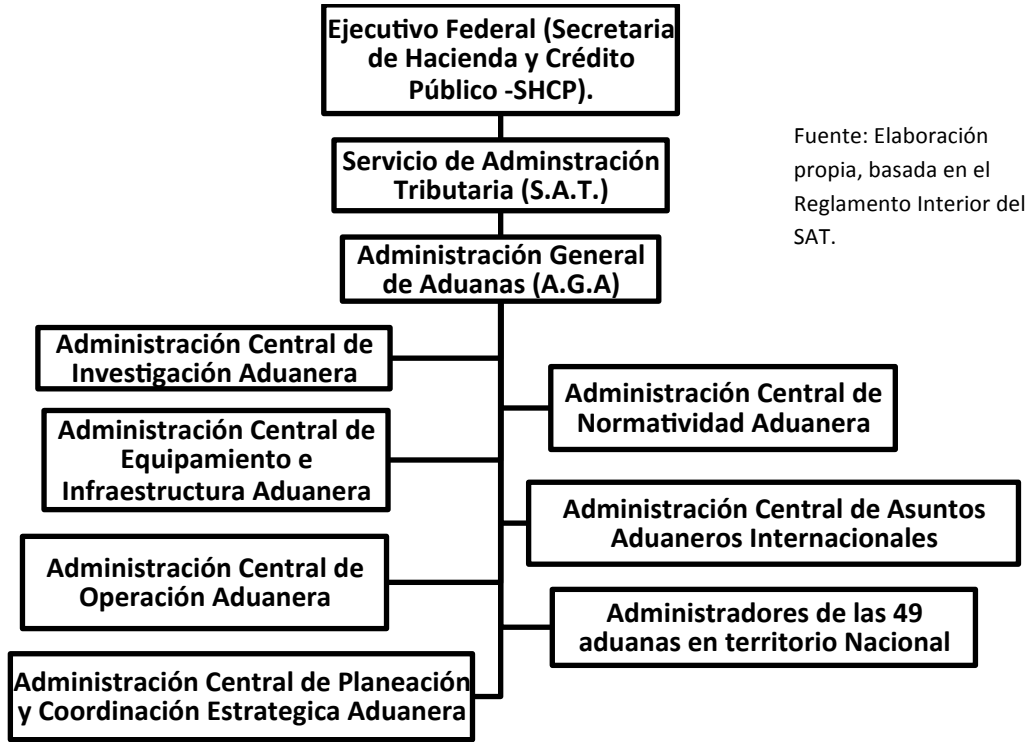 Ejecutivo Federal (Secretaria
de Hacienda y Crédito
Público -SHCP).
Fuente: Elaboración
propia, basada en el
Reglamento Interior del
SAT.
Servicio de Adminstración
Tributaria (S.A.T.)
Administración General
de Aduanas (A.G.A)
Administración Central de
Investigación Aduanera
Administración Central de
Normatividad Aduanera
Administración Central de
Equipamiento e
Infraestructura Aduanera
Administración Central de Asuntos
Aduaneros Internacionales
Administración Central de
Operación Aduanera
Administradores de las 49
aduanas en territorio Nacional
Administración Central de Planeación
y Coordinación Estrategica Aduanera